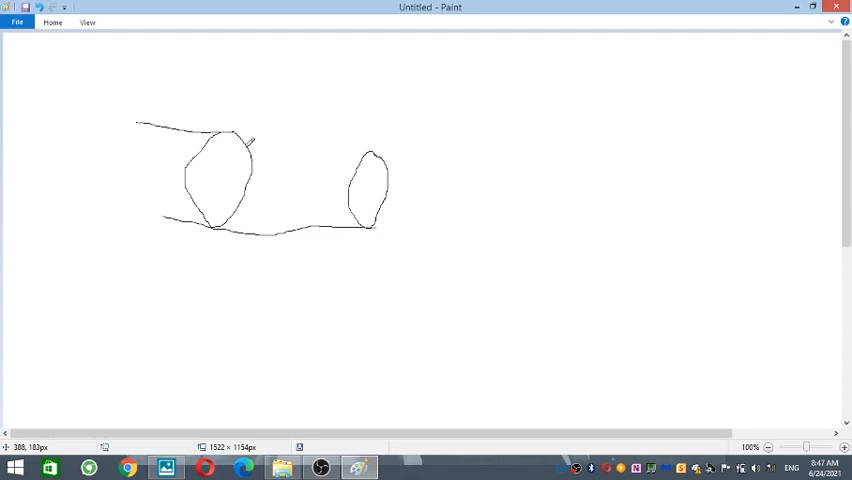 Untitled - Paint
File Home View
388, 183px 1522 × 1154px 100%
ENG 8:47 AM
6/24/2021